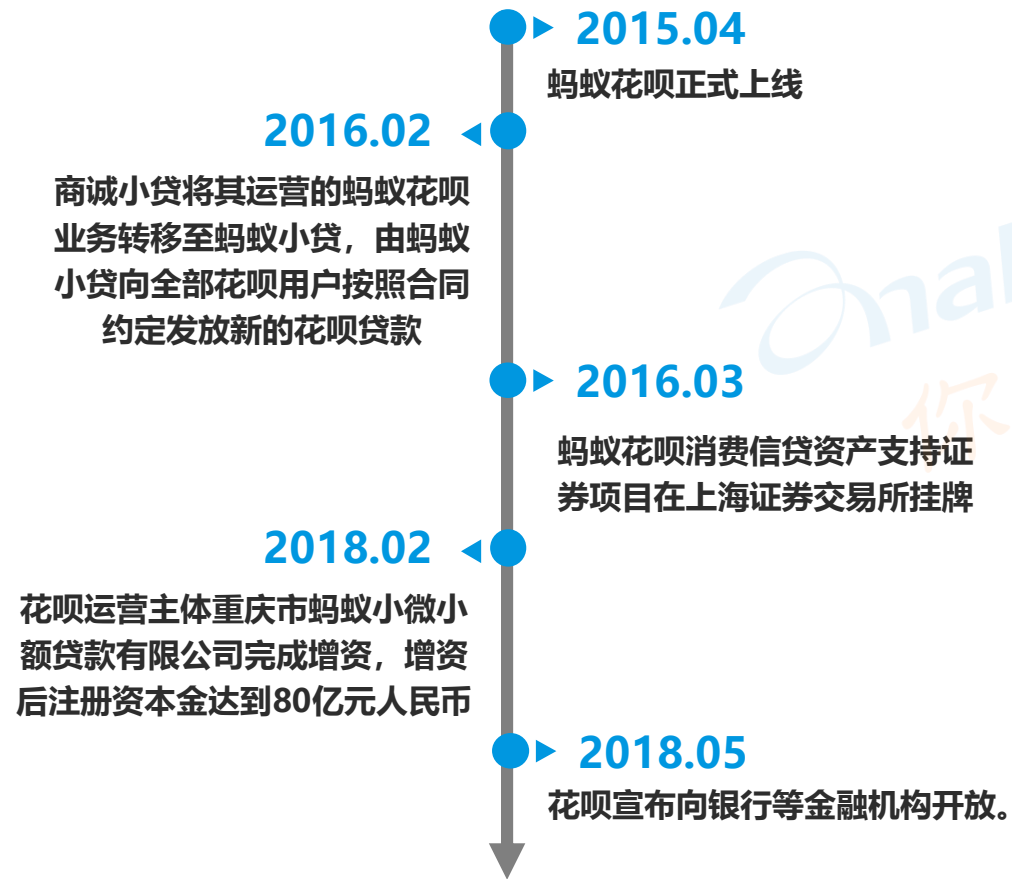 2015.04
蚂蚁花呗正式上线
2016.02
商诚小贷将其运营的蚂蚁花呗
业务转移至蚂蚁小贷，由蚂蚁
小贷向全部花呗用户按照合同
约定发放新的花呗贷款
2016.03
蚂蚁花呗消费信贷资产支持证
券项目在上海证券交易所挂牌
2018.02
花呗运营主体重庆市蚂蚁小微小
额贷款有限公司完成增资，增资
后注册资本金达到80亿元人民币
2018.05
花呗宣布向银行等金融机构开放。
nal
你